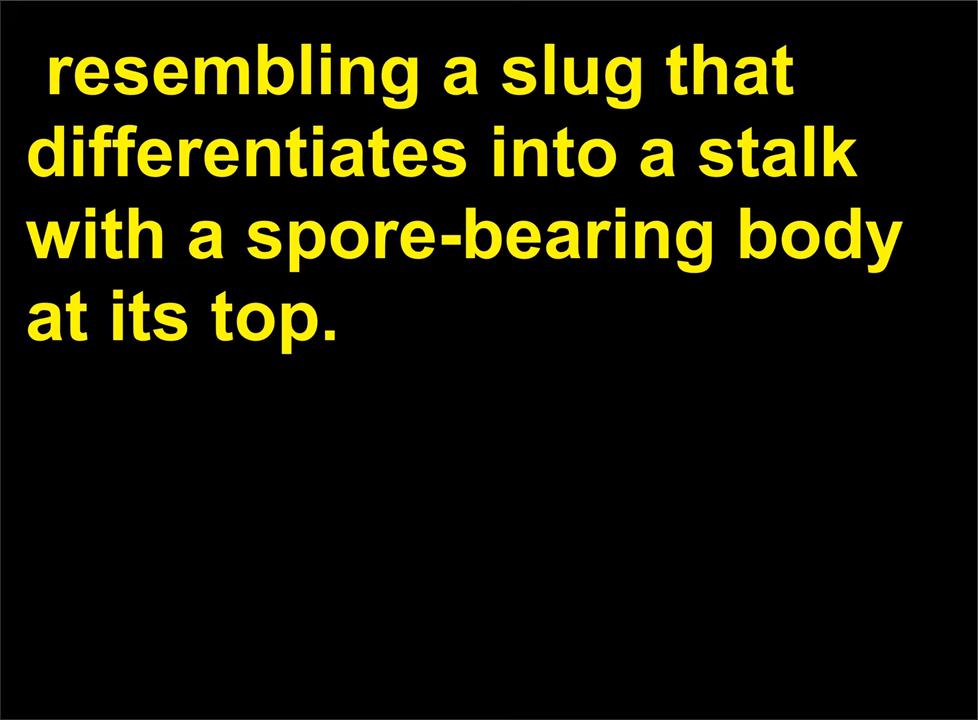 resembling a slug that
differentiates into a stalk
with a spore-bearing body
at its top.